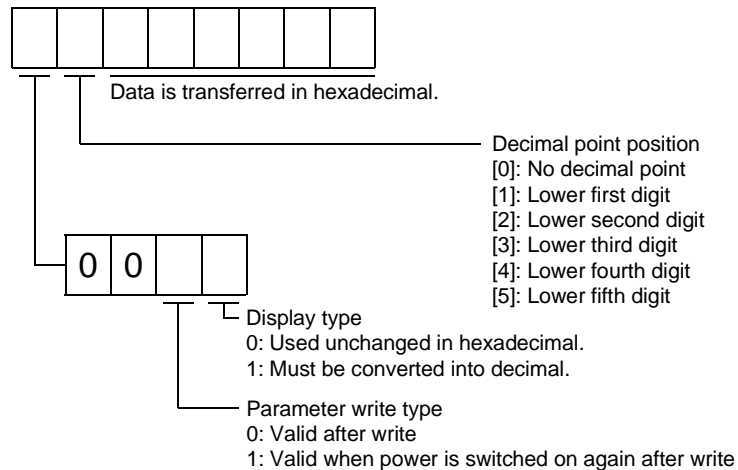 Data is transferred in hexadecimal.
Decimal point position
[0]: No decimal point
[1]: Lower first digit
[2]: Lower second digit
[3]: Lower third digit
[4]: Lower fourth digit
[5]: Lower fifth digit
0 0
Display type
0: Used unchanged in hexadecimal.
1: Must be converted into decimal.
Parameter write type
0: Valid after write
1: Valid when power is switched on again after write